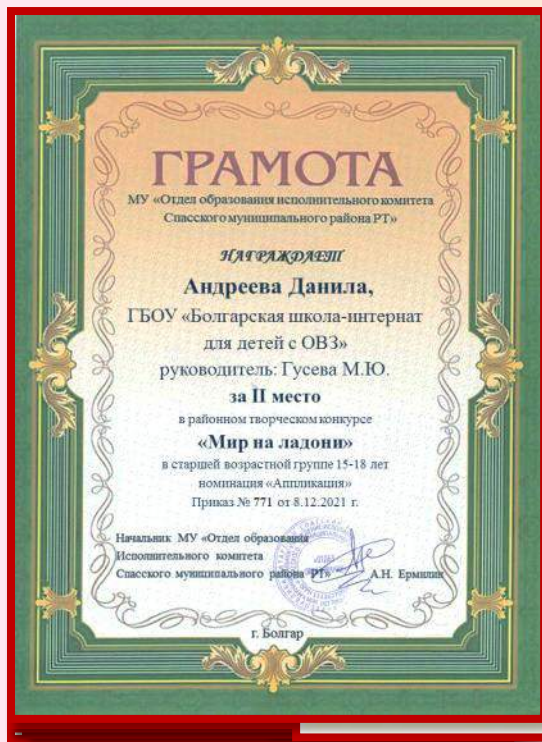 ГРАМОТА
МУ «Отдел образования исполнительного комитета
Спасского муниципального района РТ»
НАГРАЖДАЕТ
Андреева Данила,
ГБОУ «Болгарская школа-интернат
для детей с ОВЗ»
руководитель: Гусева М.Ю.
за II место
в районном творческом конкурсе
«Мир на ладони»
в старшей возрастной группе 15-18 лет
номинация «Аппликация»
Приказ № 771 от 8.12.2021 г.
Начальник МУ «Отдел образования
Исполнительного комитета
Спасского муниципального района РТ» А.Н. Ермилин
г. Болгар